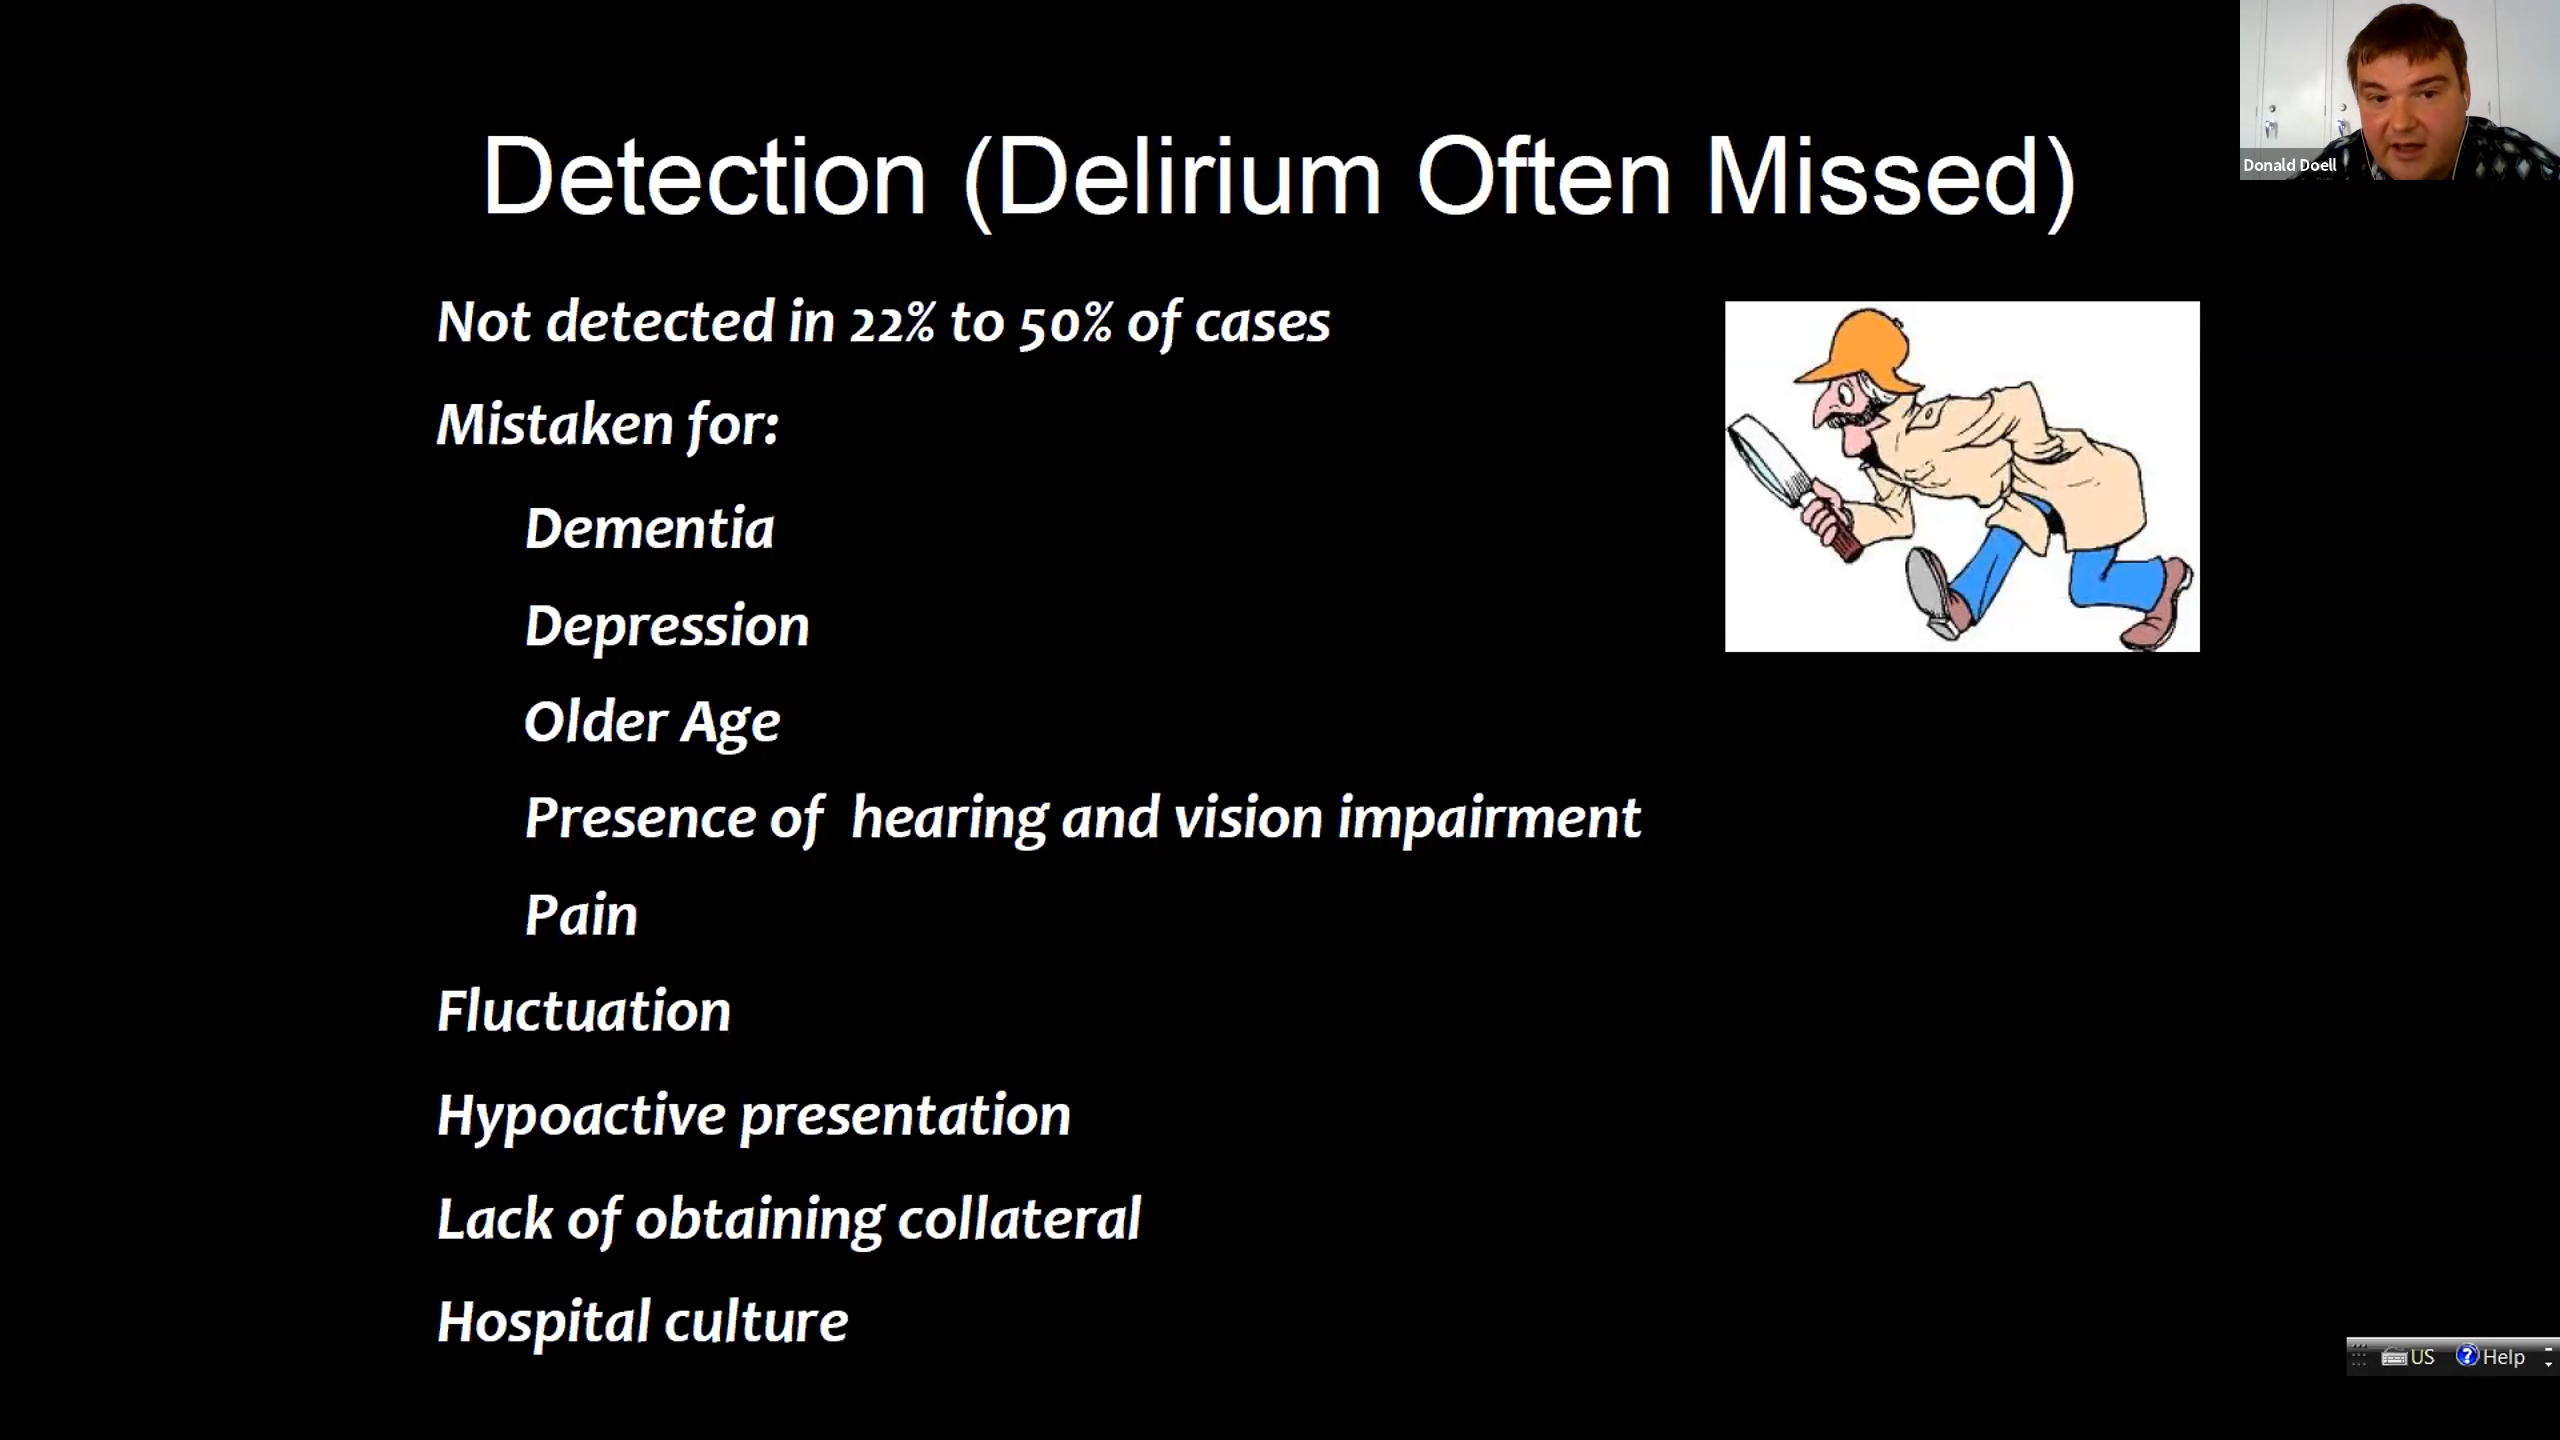 Detection (Delirium Often Missed)
Donald Doell
Not detected in 22% to 50% of cases
Mistaken for:
Dementia
Depression
Older Age
Presence of  hearing and vision impairment
Pain
Fluctuation
Hypoactive presentation
Lack of obtaining collateral
Hospital culture
US
? Help